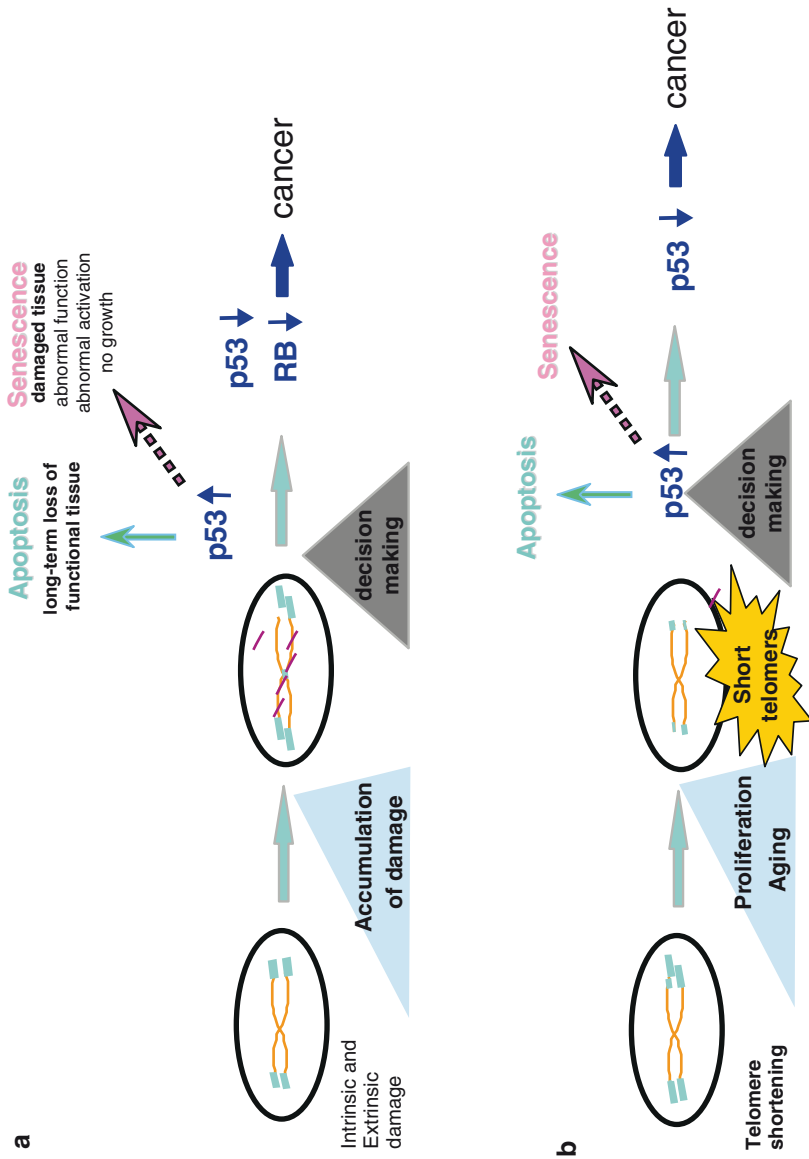 a
Intrinsic and
Extrinsic
damage
Accumulation
of damage
decision
making
Apoptosis
long-term loss of
functional tissue
Senescence
damaged tissue
abnormal function
abnormal activation
no growth
p53
p53
RB
cancer
b
Telomere
shortening
Proliferation
Aging
Short
telomers
decision
making
Apoptosis
Senescence
p53
p53
cancer